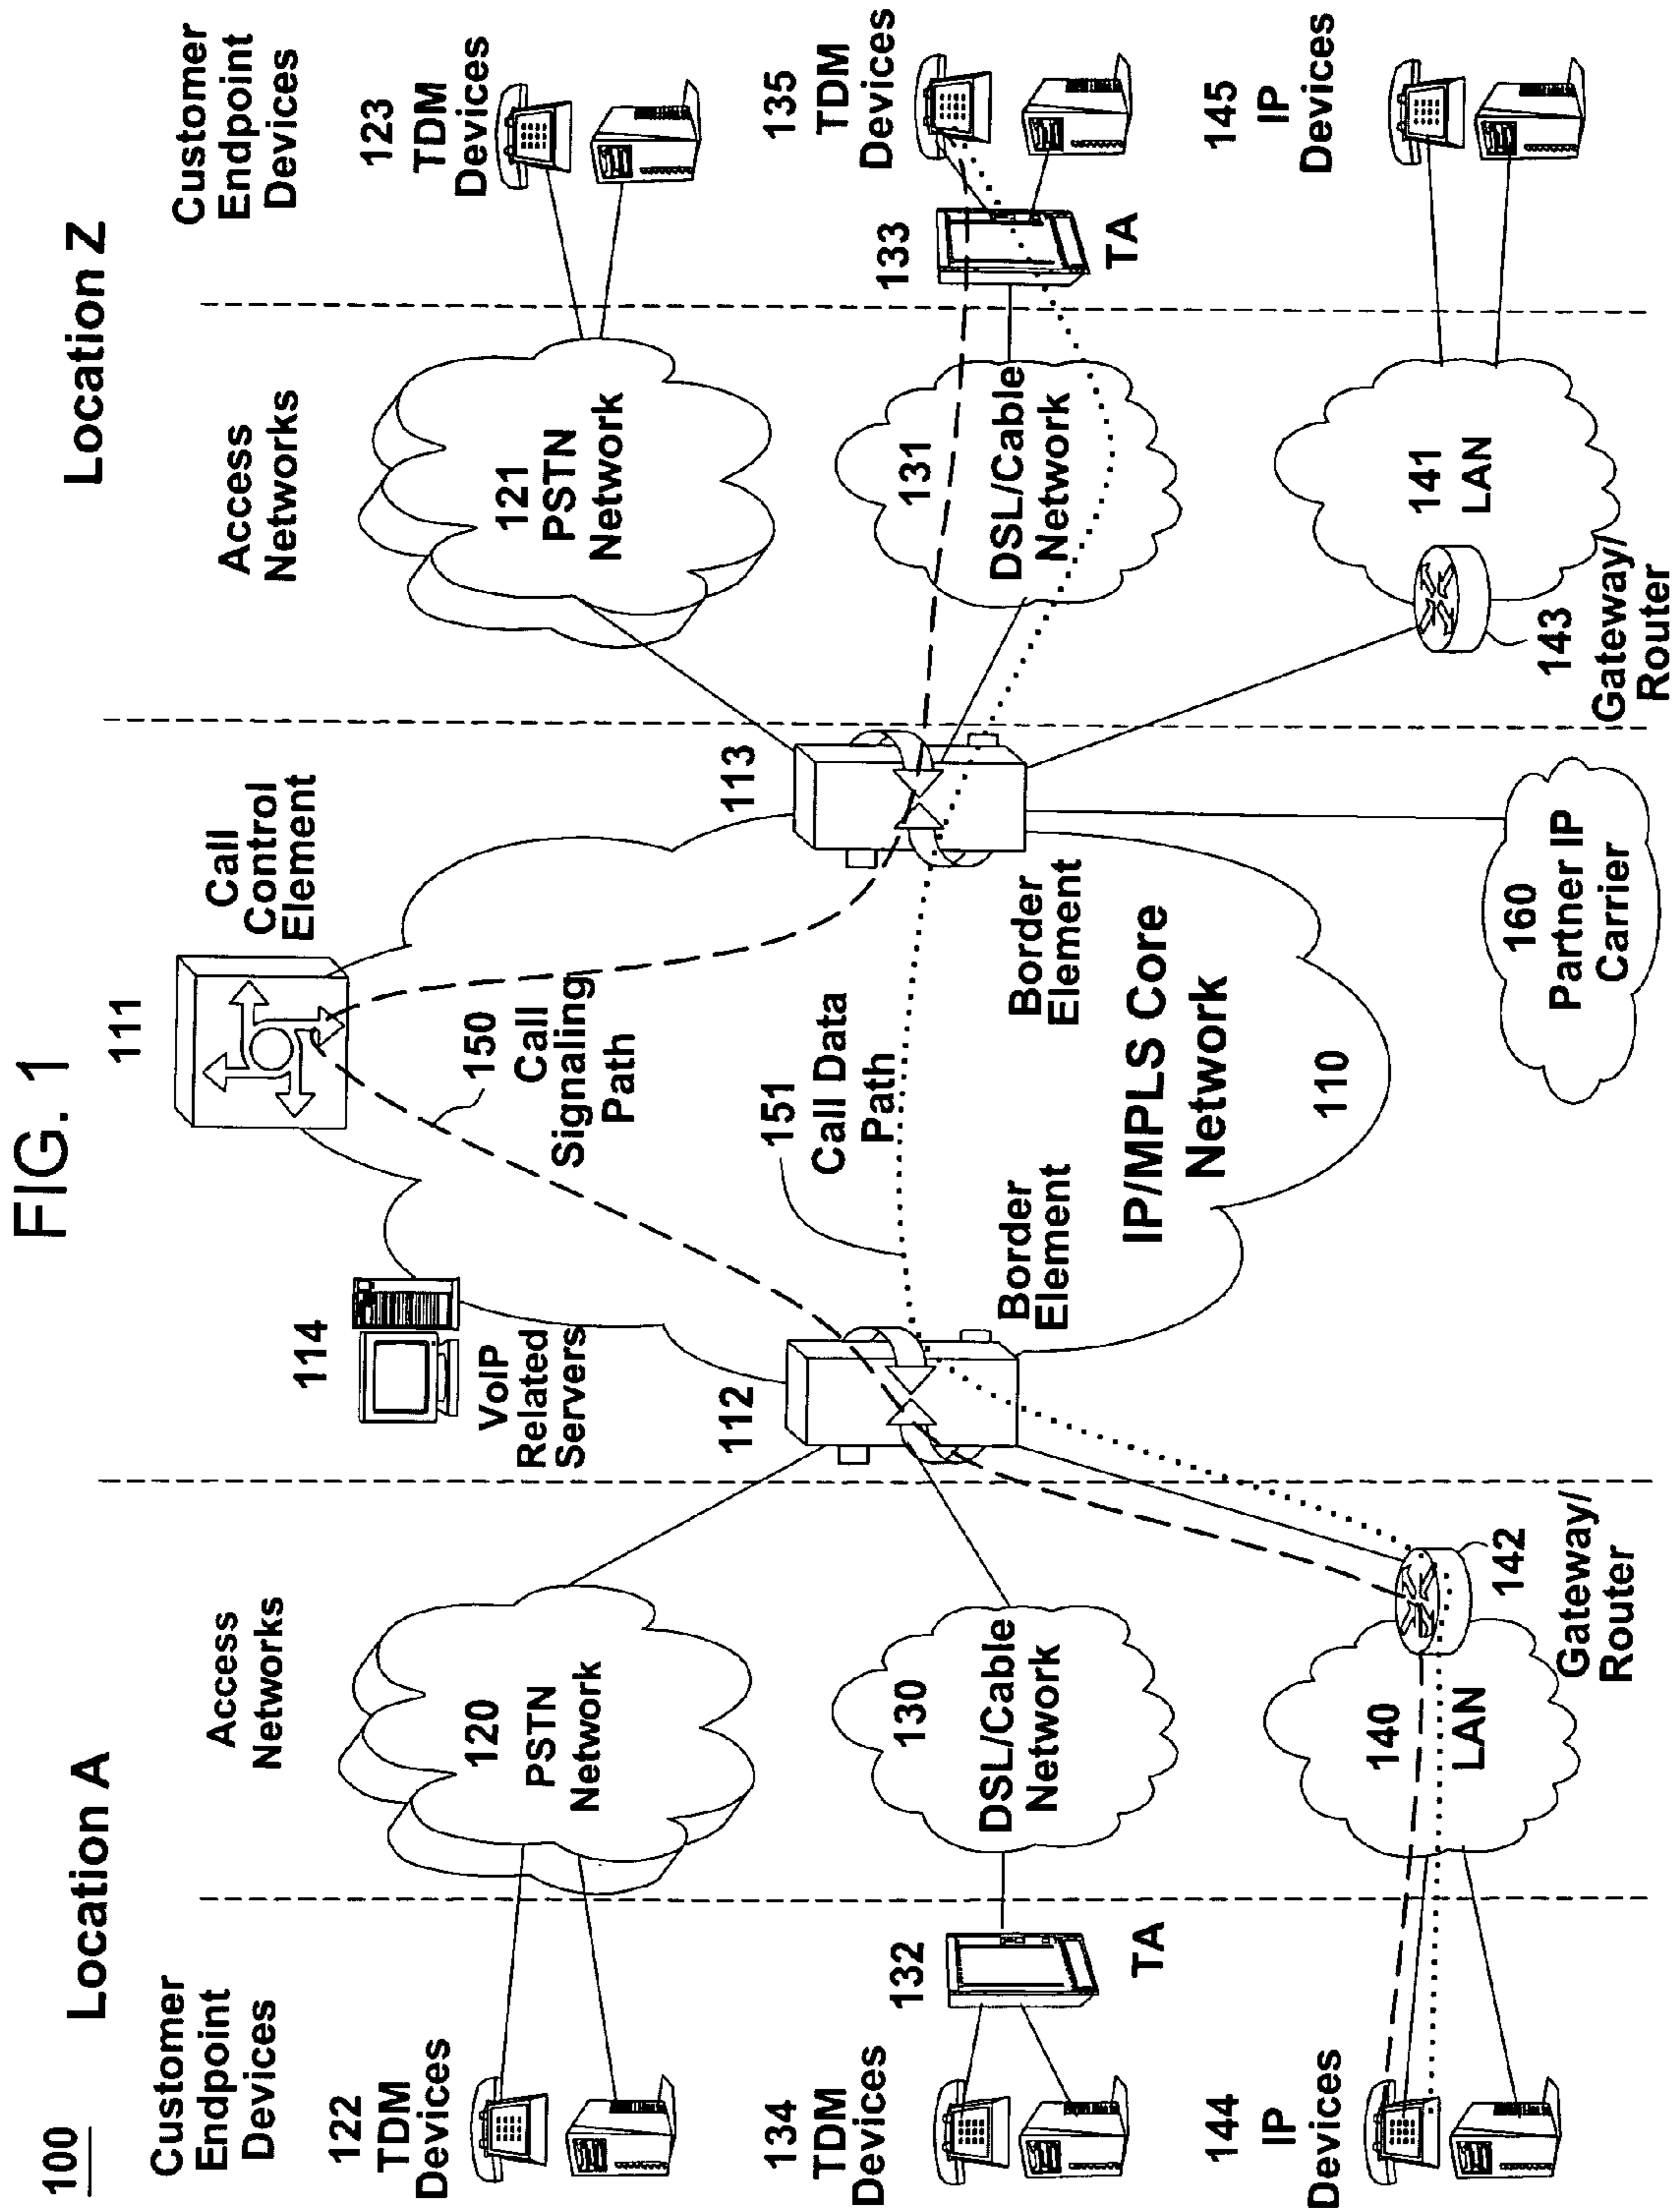 FIG. 1
100
Location A
Location Z
Customer
Endpoint
Devices
Access
Networks
111
Call
Control
Element
Access
Networks
Customer
Endpoint
Devices
122
TDM
Devices
120
PSTN
Network
114
VoIP
Related
Servers
150
Call
Signaling
Path
121
PSTN
Network
123
TDM
Devices
134
TDM
Devices
132
TA
130
DSL/Cable
Network
112
Border
Element
151
Call Data
Path
113
Border
Element
131
DSL/Cable
Network
133
TA
135
TDM
Devices
IP/MPLS Core
Network
110
144
IP
Devices
140
LAN
142
Gateway/
Router
160
Partner IP
Carrier
143
Gateway/
Router
141
LAN
145
IP
Devices